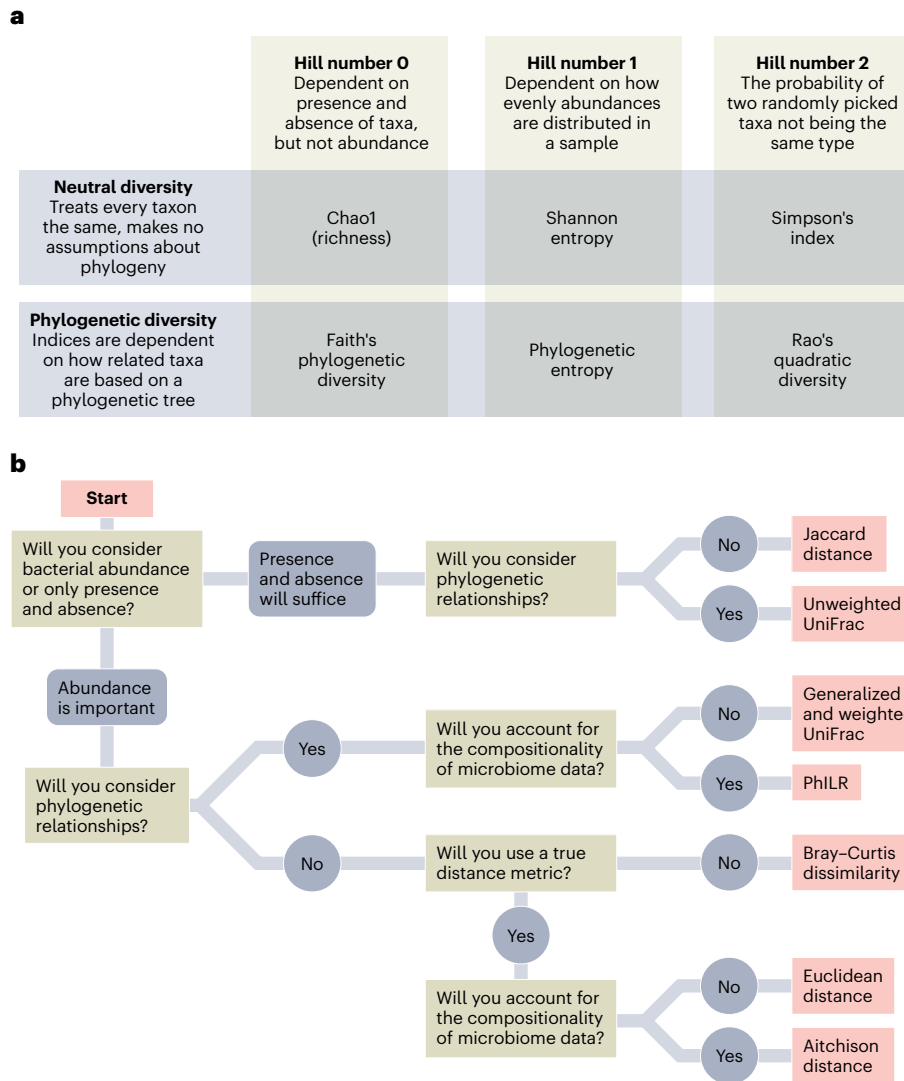 a
Hill number 0
Dependent on
presence and
absence of taxa,
but not abundance
Hill number 1
Dependent on how
evenly abundances
are distributed in
a sample
Hill number 2
The probability of
two randomly picked
taxa not being the
same type
Neutral diversity
Treats every taxon
the same, makes no
assumptions about
phylogeny
Chao1
(richness)
Shannon
entropy
Simpson's
index
Phylogenetic diversity
Indices are dependent
on how related taxa
are based on a
phylogenetic tree
Faith's
phylogenetic
diversity
Phylogenetic
entropy
Rao's
quadratic
diversity
b
Start
Will you consider
bacterial abundance
or only presence
and absence?
Presence
and absence
will suffice
Will you consider
phylogenetic
relationships?
No
Jaccard
distance
Yes
Unweighted
UniFrac
Abundance
is important
Will you consider
phylogenetic
relationships?
Yes
Will you account for
the compositionality
of microbiome data?
No
Generalized
and weighte
UniFrac
Yes
PhILR
No
Will you use a true
distance metric?
No
Bray–Curtis
dissimilarity
Yes
Will you account for
the compositionality
of microbiome data?
No
Euclidean
distance
Yes
Aitchison
distance